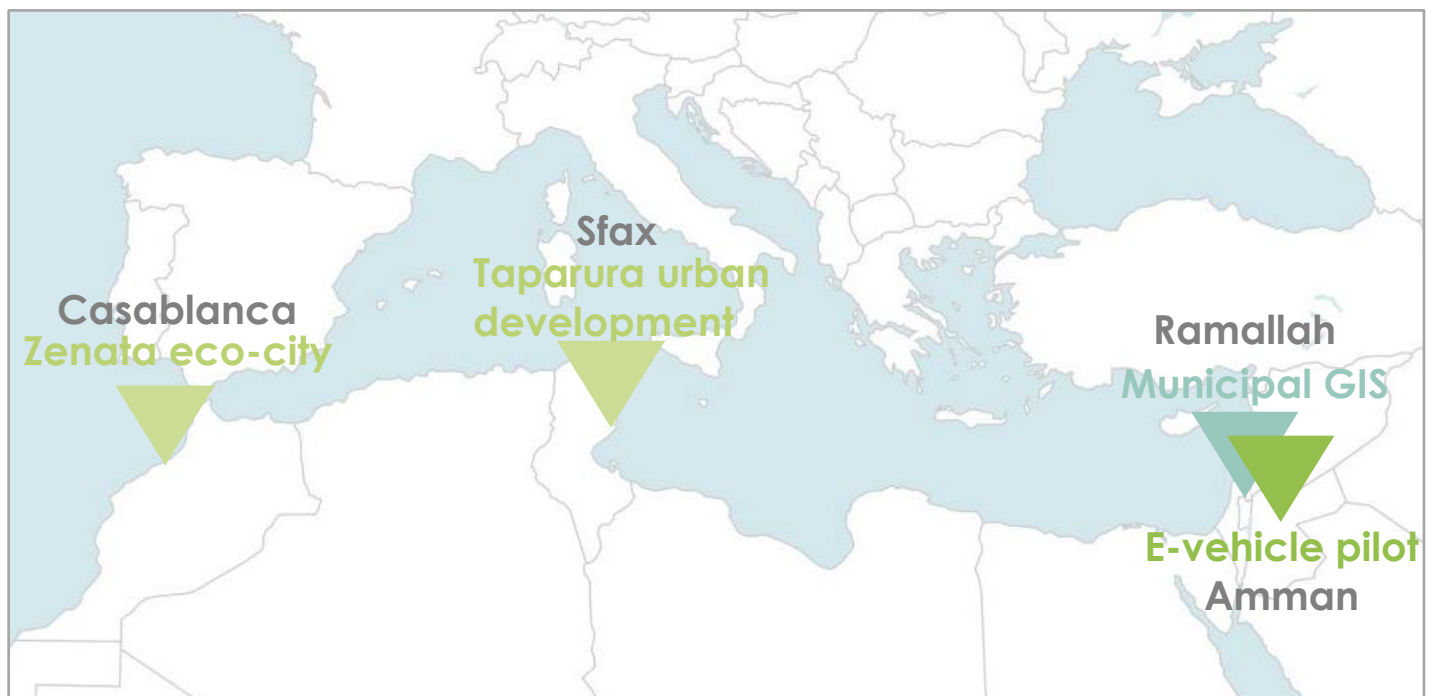 Sfax
Taparura urban
development
Casablanca
Zenata eco-city
Ramallah
Municipal GIS
E-vehicle pilot
Amman